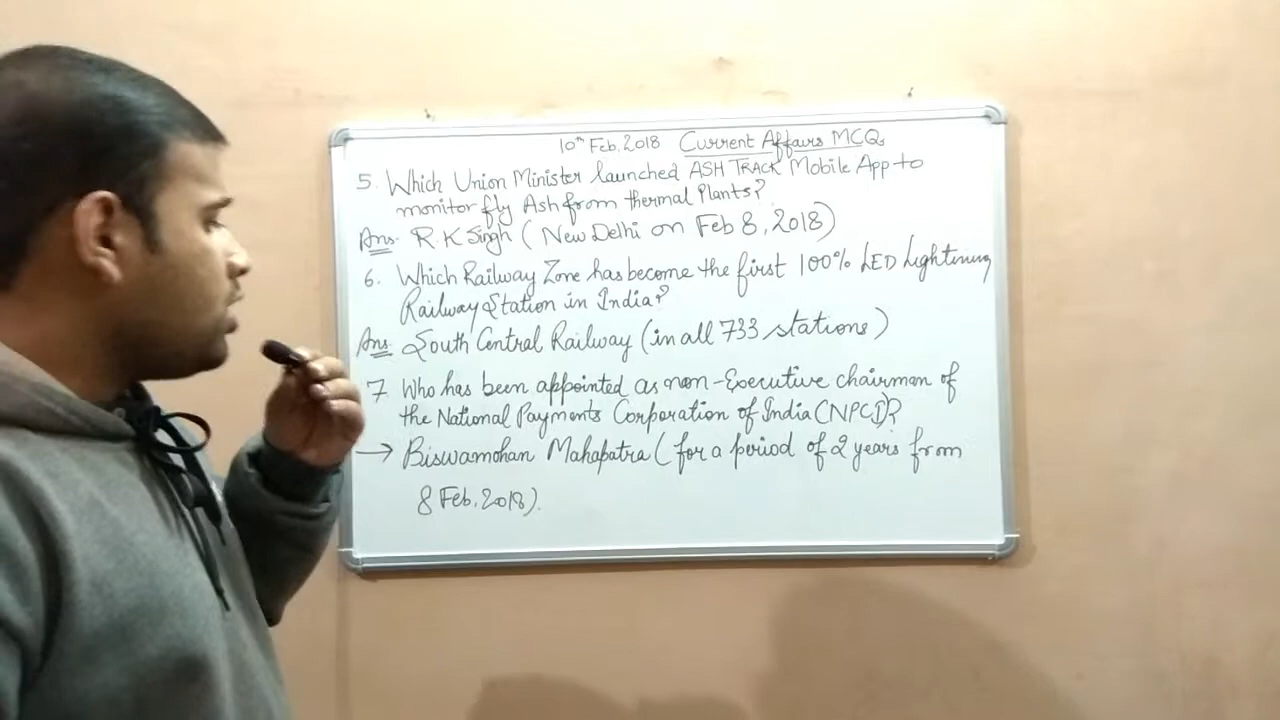 10th Feb, 2018 Current Affairs MCQs
5. Which Union Minister launched ASH TRACK Mobile App to
monitor fly Ash from thermal Plants?
Ans. R K Singh ( New Delhi on Feb 8, 2018)
6. Which Railway Zone has become the first 100% LED Lightining
Railway Station in India?
Ans. South Central Railway (in all 733 stations)
7. Who has been appointed as non-Executive chairman of
the National Payments Corporation of India (NPCI)?
→ Biswamohan Mahapatra ( for a period of 2 years from
8 Feb, 2018).